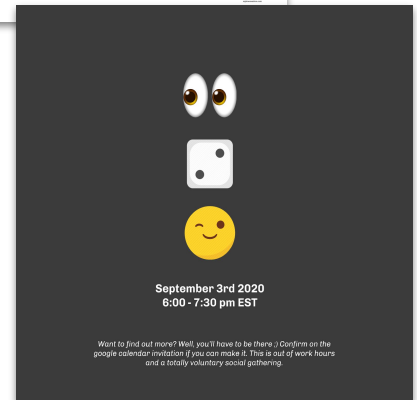 September 3rd 2020
6:00 - 7:30 pm EST
Want to find out more? Well, you'll have to be there ;) Confirm on the
google calendar invitation if you can make it. This is out of work hours
and a totally voluntary social gathering.